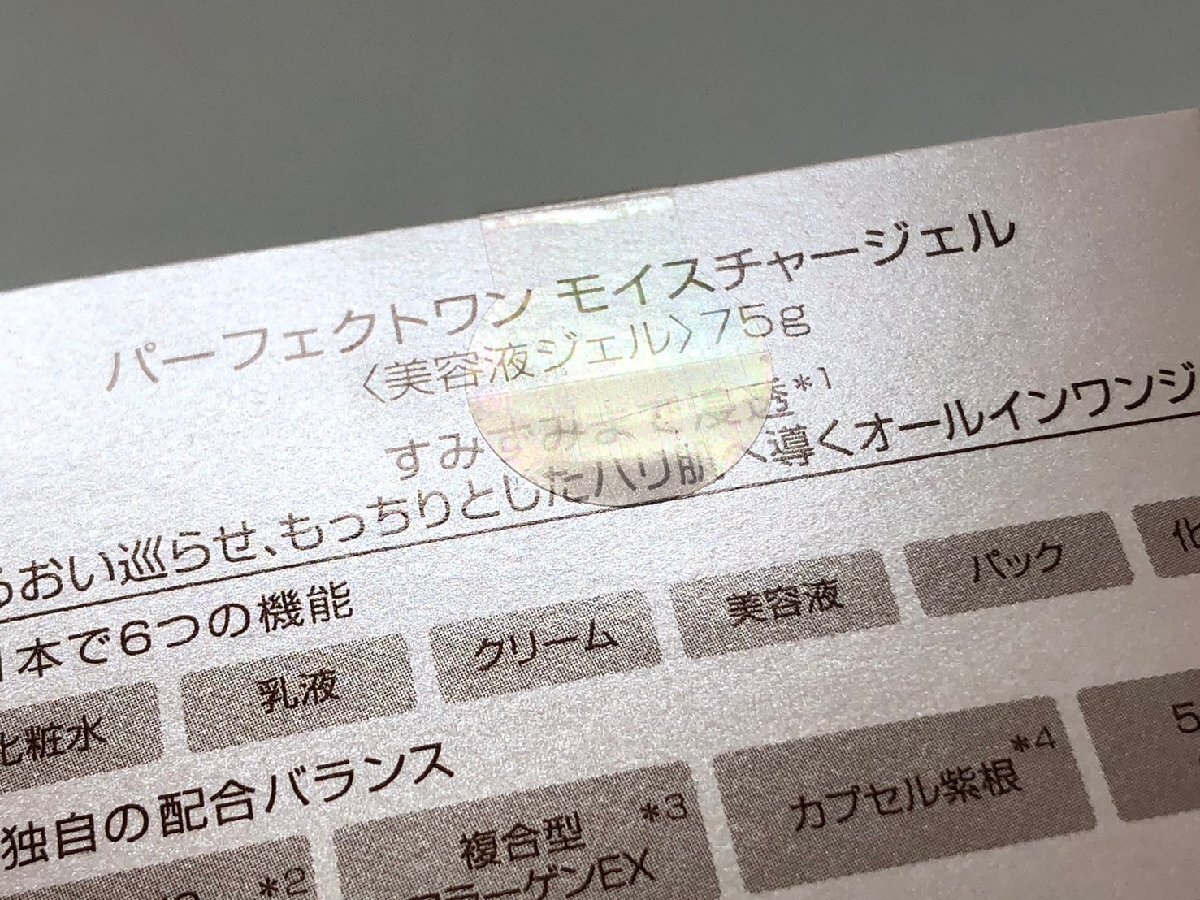 パーフェクトワン モイスチャージェル
〈美容液ジェル〉75g
すみずみまで浸透*1
おい巡らせ、もっちりとしたハリ肌へ導くオールインワンジ
1本で6つの機能
化粧水 乳液 クリーム 美容液 パック 化
独自の配合バランス
*2 複合型 *3 カプセル紫根 *4 5
コラーゲンEX